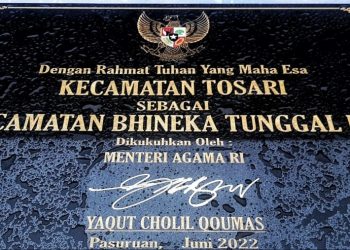 Dengan Rahmat Tuhan Yang Maha Esa
KECAMATAN TOSARI
SEBAGAI
CAMATAN BHINEKA TUNGGAL
Dikukuhkan Oleh :
MENTERI AGAMA RI
YAQUT CHOLIL QOUMAS
Pasuruan, Juni 2022